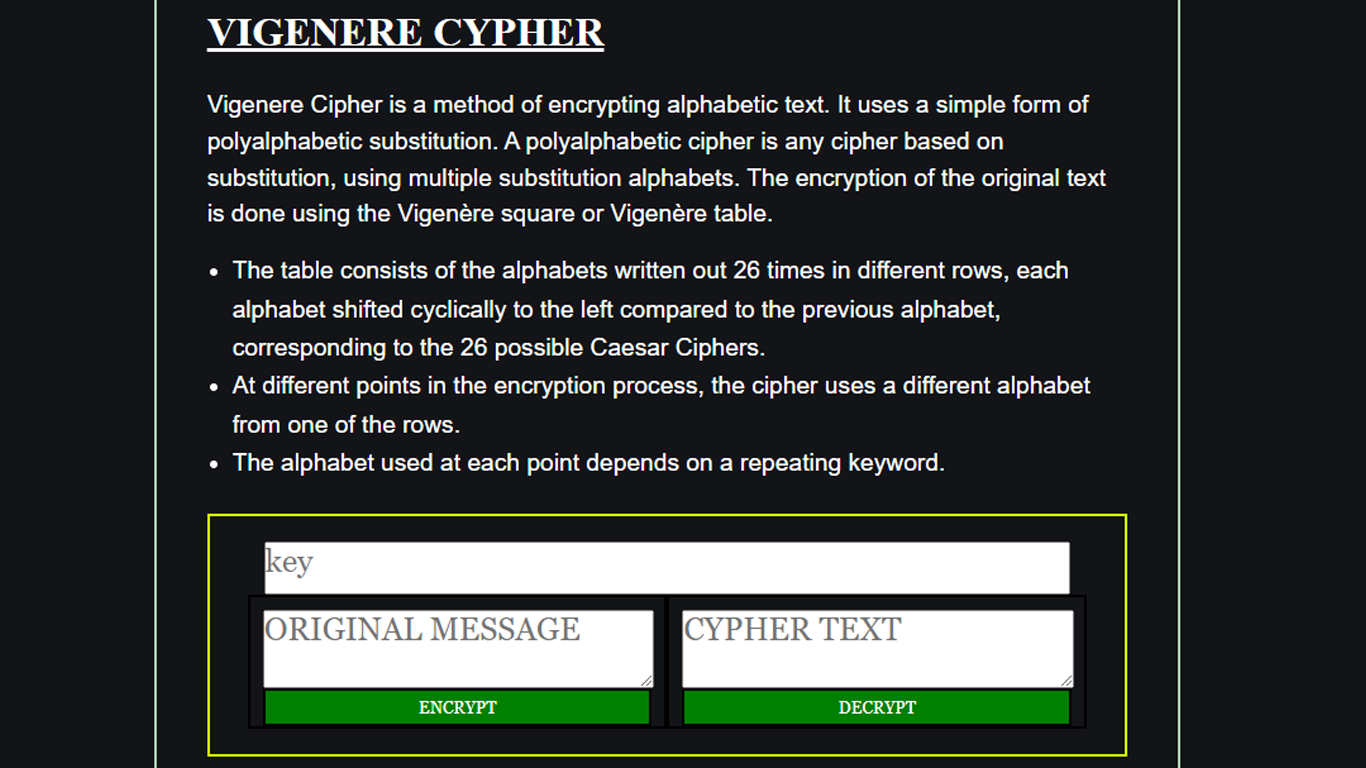 VIGENERE CYPHER
Vigenere Cipher is a method of encrypting alphabetic text. It uses a simple form of
polyalphabetic substitution. A polyalphabetic cipher is any cipher based on
substitution, using multiple substitution alphabets. The encryption of the original text
is done using the Vigenère square or Vigenère table.
• The table consists of the alphabets written out 26 times in different rows, each
alphabet shifted cyclically to the left compared to the previous alphabet,
corresponding to the 26 possible Caesar Ciphers.
• At different points in the encryption process, the cipher uses a different alphabet
from one of the rows.
• The alphabet used at each point depends on a repeating keyword.
key
ORIGINAL MESSAGE
CYPHER TEXT
ENCRYPT
DECRYPT